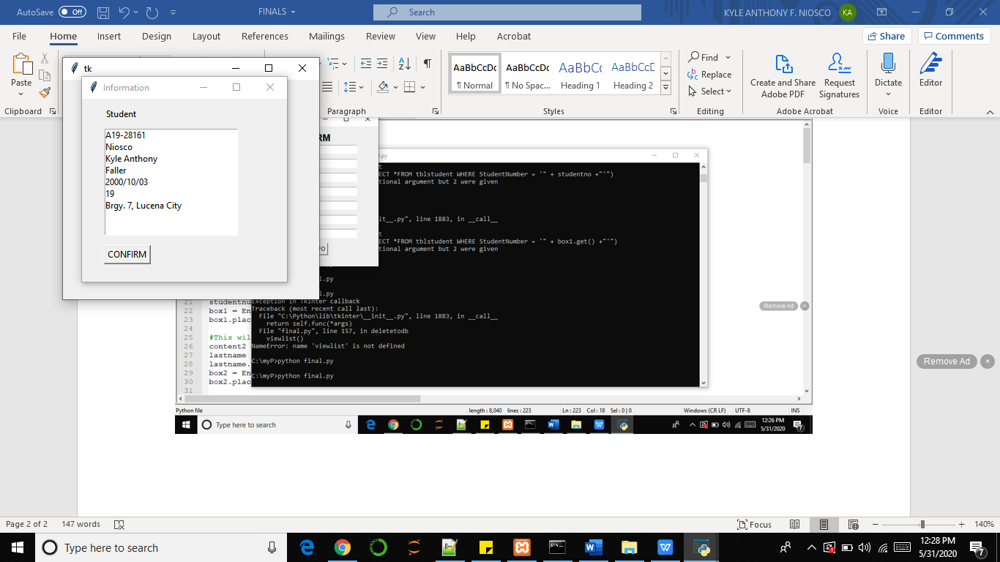 AutoSave Off FINALS Search KYLE ANTHONY F. NIOSCO KA
File Home Insert Design Layout References Mailings Review View Help Acrobat Share Comments
Paste
Clipboard
tk
Information
Student
A19-28161
Niosco
Kyle Anthony
Faller
2000/10/03
19
Brgy. 7, Lucena City
CONFIRM
Paragraph
AaBbCcDc AaBbCcDc AaBbCc AaBbCcD
¶ Normal ¶ No Spac... Heading 1 Heading 2
Styles
Find
Replace
Select
Editing
Create and Share Adobe PDF
Request Signatures
Adobe Acrobat
Dictate
Voice
Editor
Editor
RM
.py
ECT *FROM tblstudent WHERE StudentNumber = '" + studentno +"'")
tional argument but 2 were given
it__.py", line 1883, in __call__
t
ECT *FROM tblstudent WHERE StudentNumber = '" + box1.get() +"'")
tional argument but 2 were given
FO
l.py
l.py
Exception in Tkinter callback
Traceback (most recent call last):
File "C:\Python\lib\tkinter\__init__.py", line 1883, in __call__
return self.func(*args)
File "final.py", line 157, in deletetodb
viewlist()
NameError: name 'viewlist' is not defined
C:\myP>python final.py
C:\myP>python final.py
21 studentnu
22 box1 = En
23 box1.plac
24
25 #This wil
26 content2
27 lastname
28 lastname.
29 box2 = En
30 box2.plac
31
Remove Ad
Remove Ad
Python file length : 8,040 lines : 223 Ln : 223 Col : 18 Sel : 0 | 0 Windows (CR LF) UTF-8 INS
Type here to search 12:26 PM
5/31/2020 7
Page 2 of 2 147 words Focus 140%
Type here to search 12:28 PM
5/31/2020 7